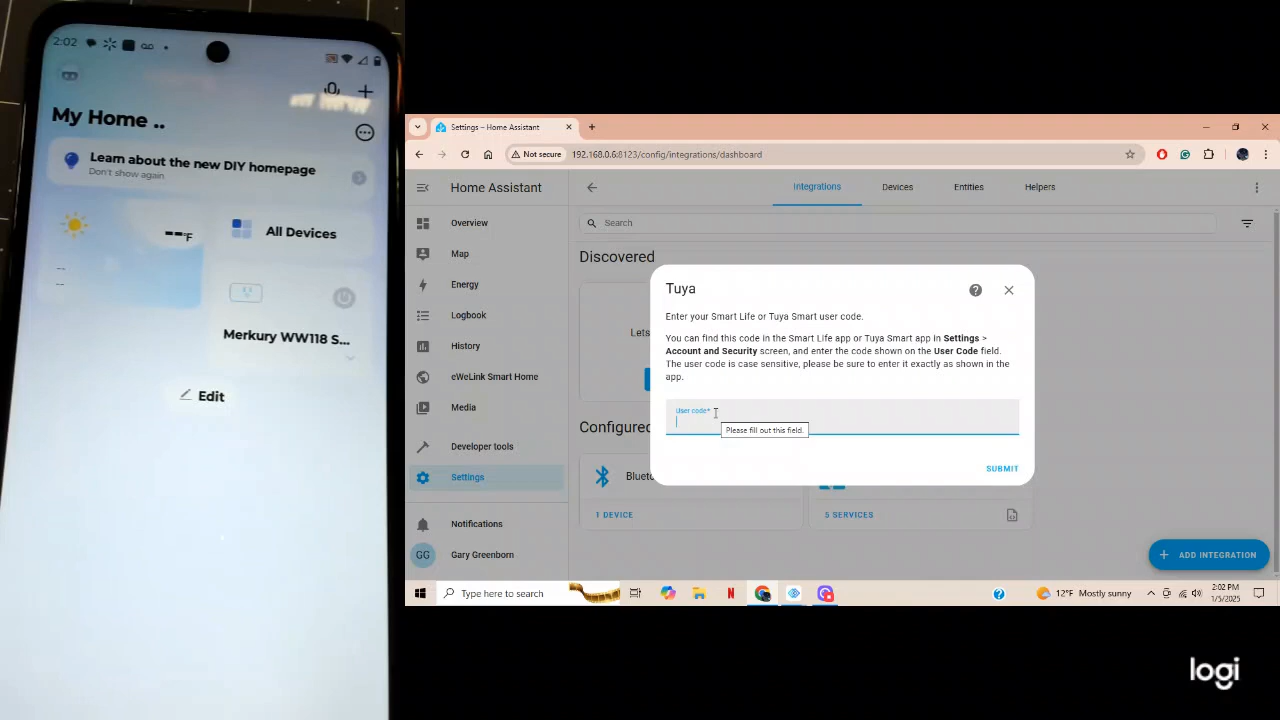 2:02
My Home ..
Learn about the new DIY homepage
Don't show again
--°F
All Devices
--
--
Merkury WW118 S...
Edit
Settings – Home Assistant
Not secure
192.168.0.6:8123/config/integrations/dashboard
Home Assistant
Integrations
Devices
Entities
Helpers
Overview
Map
Energy
Logbook
History
eWeLink Smart Home
Media
Developer tools
Settings
Notifications
GG
Gary Greenborn
Search
Discovered
Lets
Configured
Blueto
1 DEVICE
5 SERVICES
ADD INTEGRATION
Tuya
Enter your Smart Life or Tuya Smart user code.
You can find this code in the Smart Life app or Tuya Smart app in Settings >
Account and Security screen, and enter the code shown on the User Code field.
The user code is case sensitive, please be sure to enter it exactly as shown in the
app.
User code*
Please fill out this field.
SUBMIT
Type here to search
N
12°F Mostly sunny
2:02 PM
1/5/2025
logi